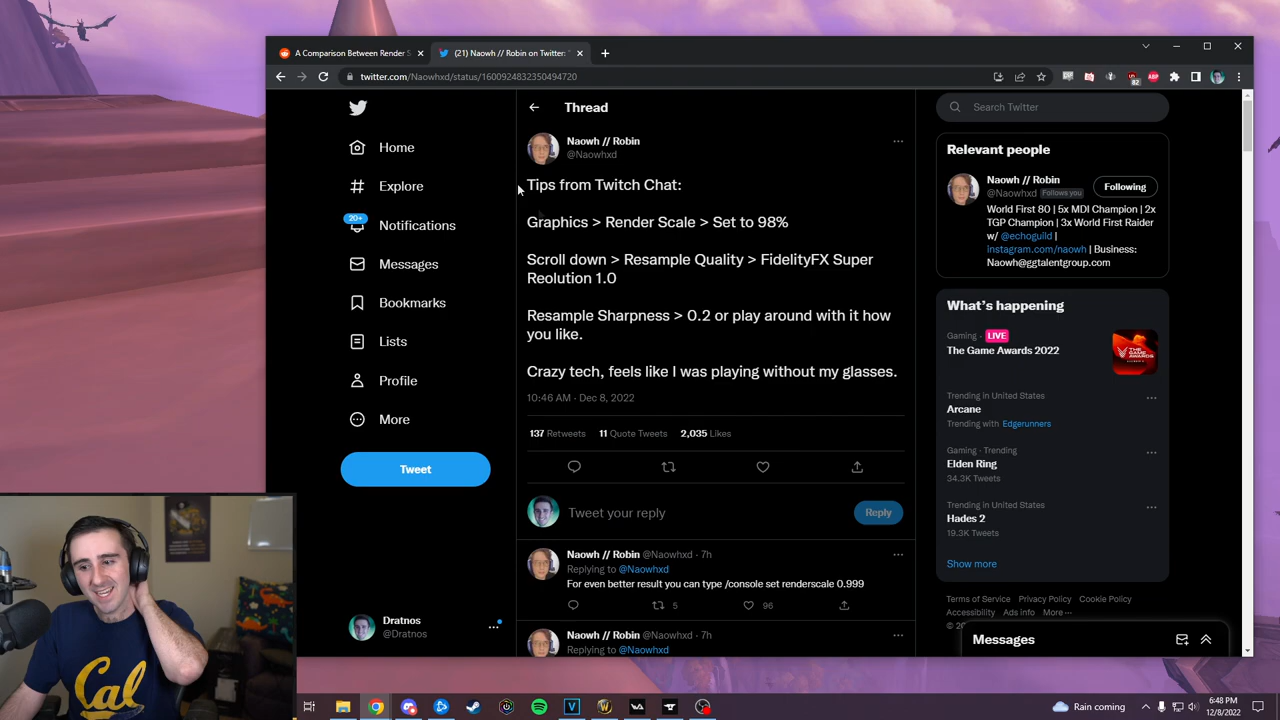 A Comparison Between Render S
(21) Naowh // Robin on Twitter: "
twitter.com/Naowhxd/status/1600924832350494720
82
ABP
Home
Explore
20+
Notifications
Messages
Bookmarks
Lists
Profile
More
Tweet
Dratnos
@Dratnos
Thread
Naowh // Robin
@Naowhxd
Tips from Twitch Chat:
Graphics > Render Scale > Set to 98%
Scroll down > Resample Quality > FidelityFX Super
Reolution 1.0
Resample Sharpness > 0.2 or play around with it how
you like.
Crazy tech, feels like I was playing without my glasses.
10:46 AM · Dec 8, 2022
137 Retweets 11 Quote Tweets 2,035 Likes
Tweet your reply
Reply
Naowh // Robin @Naowhxd · 7h
Replying to @Naowhxd
For even better result you can type /console set renderscale 0.999
5 96
Naowh // Robin @Naowhxd · 7h
Replying to @Naowhxd
Search Twitter
Relevant people
Naowh // Robin
@Naowhxd Follows you
Following
World First 80 | 5x MDI Champion | 2x
TGP Champion | 3x World First Raider
w/ @echoguild |
instagram.com/naowh | Business:
Naowh@ggtalentgroup.com
What's happening
Gaming · LIVE
The Game Awards 2022
Trending in United States
Arcane
Trending with Edgerunners
Gaming · Trending
Elden Ring
34.3K Tweets
Trending in United States
Hades 2
19.3K Tweets
Show more
Terms of Service Privacy Policy Cookie Policy
Accessibility Ads info More ···
© 20
Messages
Cal
Rain coming
6:48 PM
12/8/2022